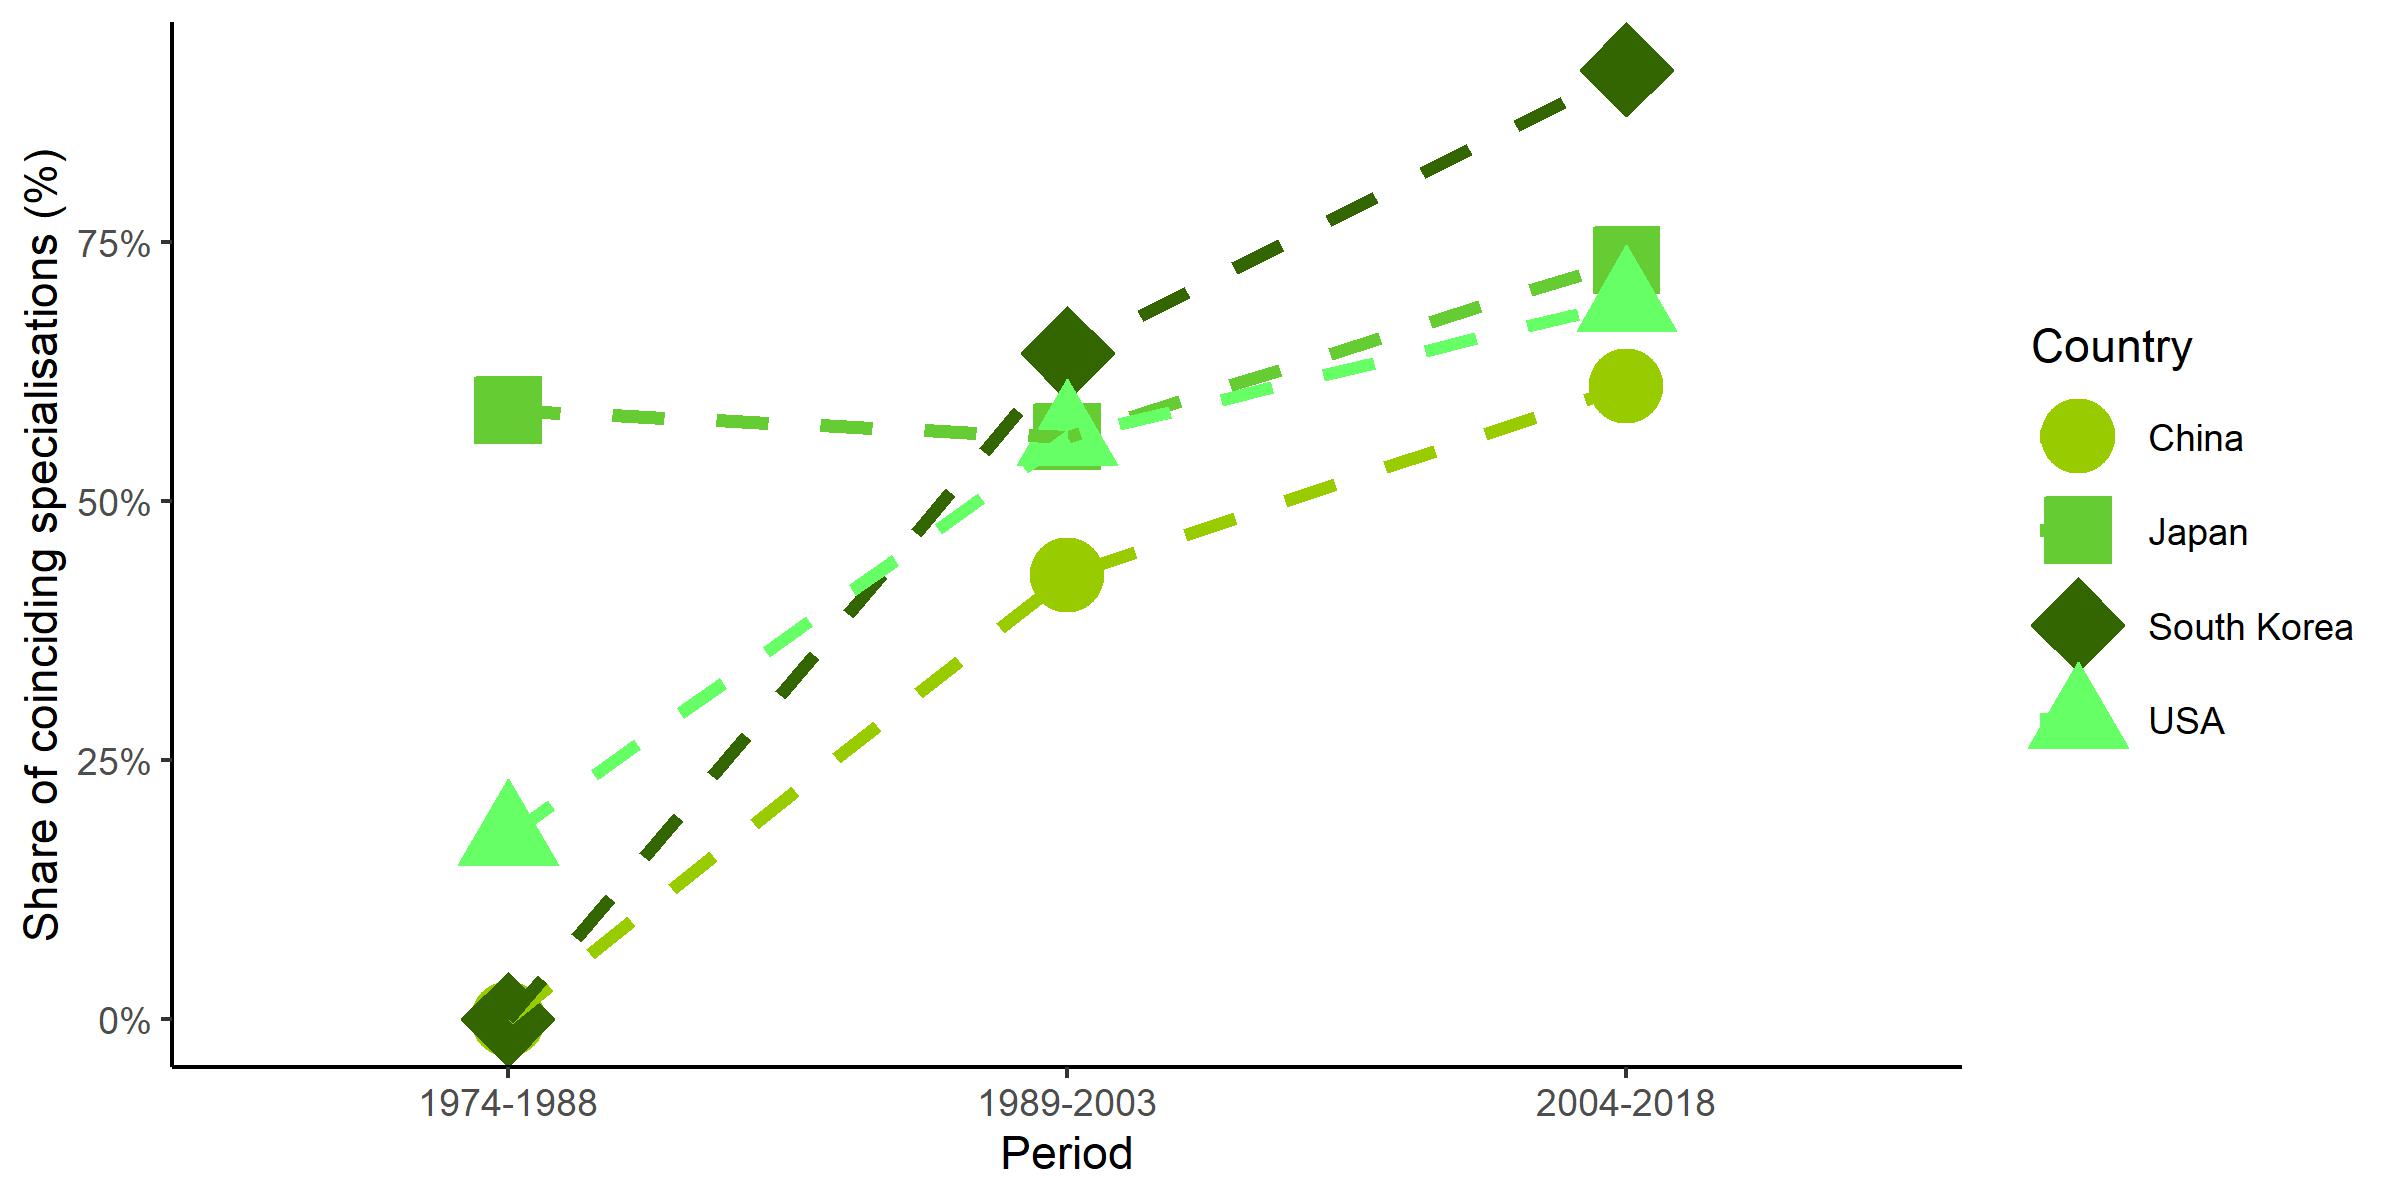 Share of coinciding specialisations (%)
75%
50%
25%
0%
1974-1988
1989-2003
2004-2018
Period
Country
China
Japan
South Korea
USA